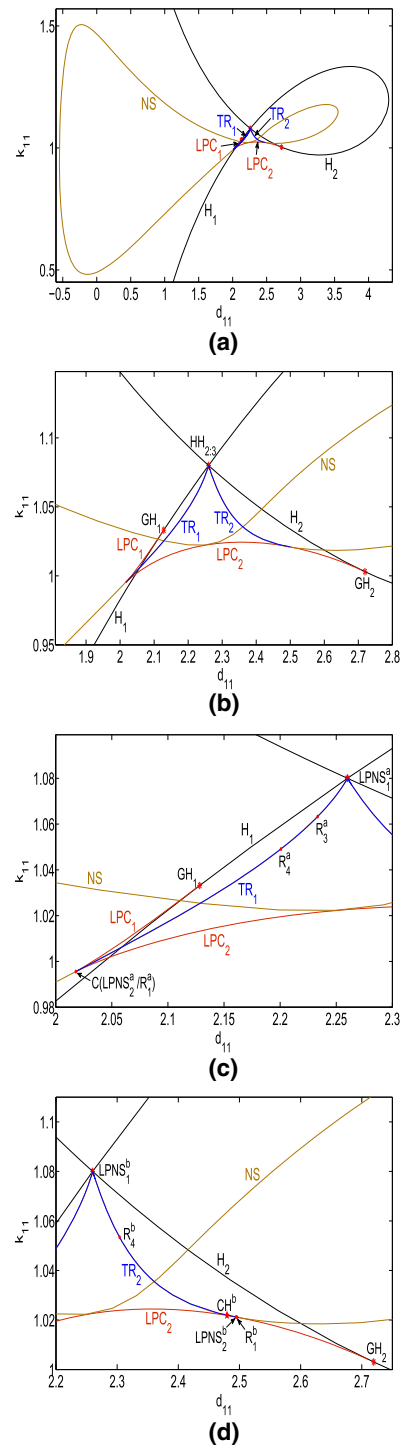 1.5
NS
TR₁
TR₂
k₁₁
1
LPC₁
LPC₂
H₁
H₂
0.5
−0.5 0 0.5 1 1.5 2 2.5 3 3.5 4
d₁₁
(a)
1.1
HH₂:₃
NS
1.05
GH₁
H₂
k₁₁
LPC₁
TR₁
TR₂
LPC₂
1
GH₂
H₁
0.95
1.9 2 2.1 2.2 2.3 2.4 2.5 2.6 2.7 2.8
d₁₁
(b)
1.08
LPNS₁ᵃ
H₁
R₃ᵃ
1.06
R₄ᵃ
GH₁
1.04
NS
k₁₁
TR₁
1.02
LPC₁
LPC₂
1
C(LPNS₂ᵃ/R₁ᵃ)
0.98
2 2.05 2.1 2.15 2.2 2.25 2.3
d₁₁
(c)
1.1
LPNS₁ᵇ
NS
1.08
1.06
R₄ᵇ
k₁₁
H₂
1.04
TR₂
CHᵇ
1.02
LPC₂
LPNS₂ᵇ
R₁ᵇ
GH₂
1
2.2 2.3 2.4 2.5 2.6 2.7
d₁₁
(d)